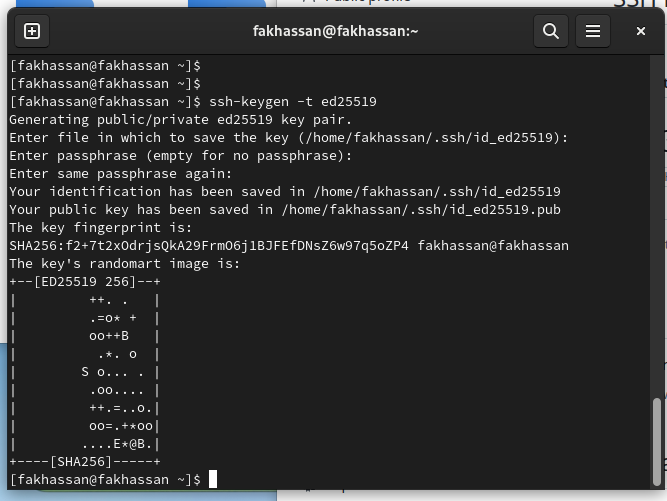 Public profile
fakhassan@fakhassan:~
[fakhassan@fakhassan ~]$
[fakhassan@fakhassan ~]$
[fakhassan@fakhassan ~]$ ssh-keygen -t ed25519
Generating public/private ed25519 key pair.
Enter file in which to save the key (/home/fakhassan/.ssh/id_ed25519):
Enter passphrase (empty for no passphrase):
Enter same passphrase again:
Your identification has been saved in /home/fakhassan/.ssh/id_ed25519
Your public key has been saved in /home/fakhassan/.ssh/id_ed25519.pub
The key fingerprint is:
SHA256:f2+7t2xOdrjsQkA29FrmO6j1BJFEfDNsZ6w97q5oZP4 fakhassan@fakhassan
The key's randomart image is:
+--[ED25519 256]--+
|         ++. .   |
|         .=o* +  |
|         oo++B   |
|          .*. o  |
|        S o... . |
|         .oo.... |
|         ++.=..o.|
|         oo=.+*oo|
|        ....E*@B.|
+----[SHA256]-----+
[fakhassan@fakhassan ~]$